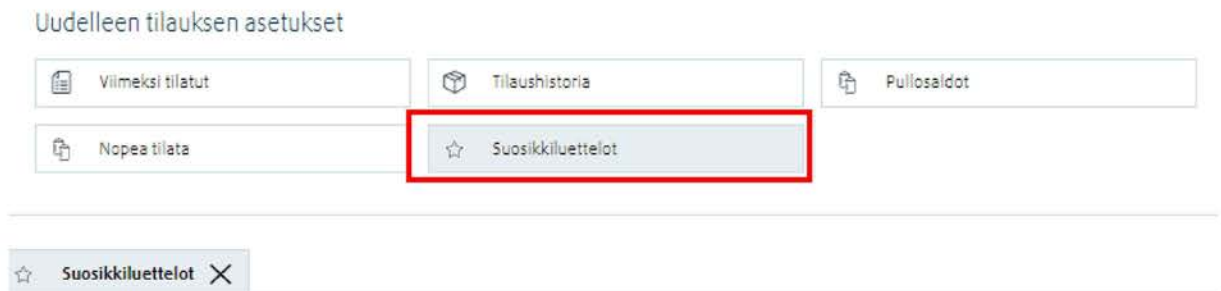 Uudelleen tilauksen asetukset
Viimeksi tilatut
Tilaushistoria
Pullosaldot
Nopea tilata
Suosikkiluettelot
Suosikkiluettelot